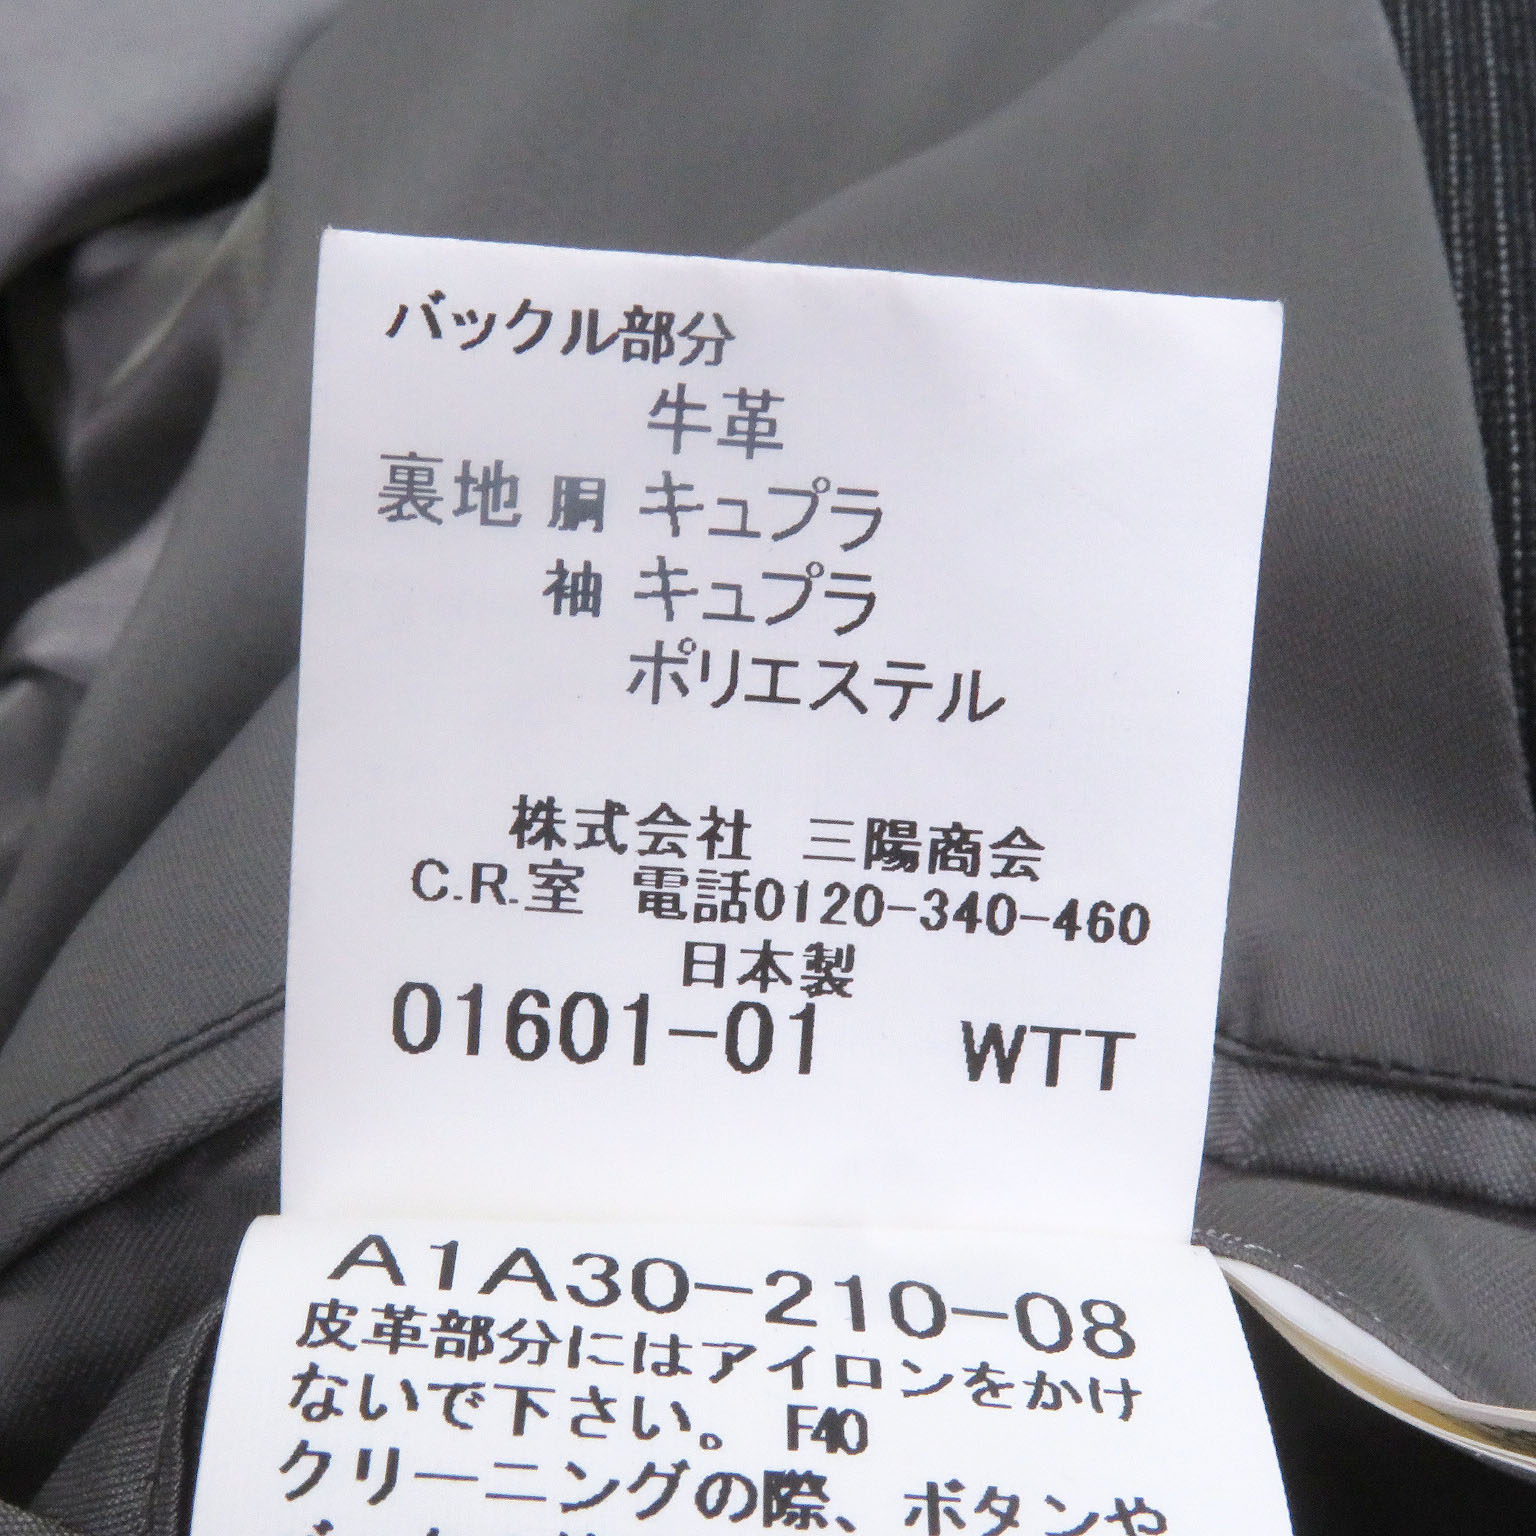 バックル部分
牛革
裏地 胴 キュプラ
袖 キュプラ
ポリエステル
株式会社 三陽商会
C.R.室 電話0120-340-460
日本製
01601-01 WTT
A1A30-210-08
皮革部分にはアイロンをかけ
ないで下さい。 F40
クリーニングの際、ボタンや